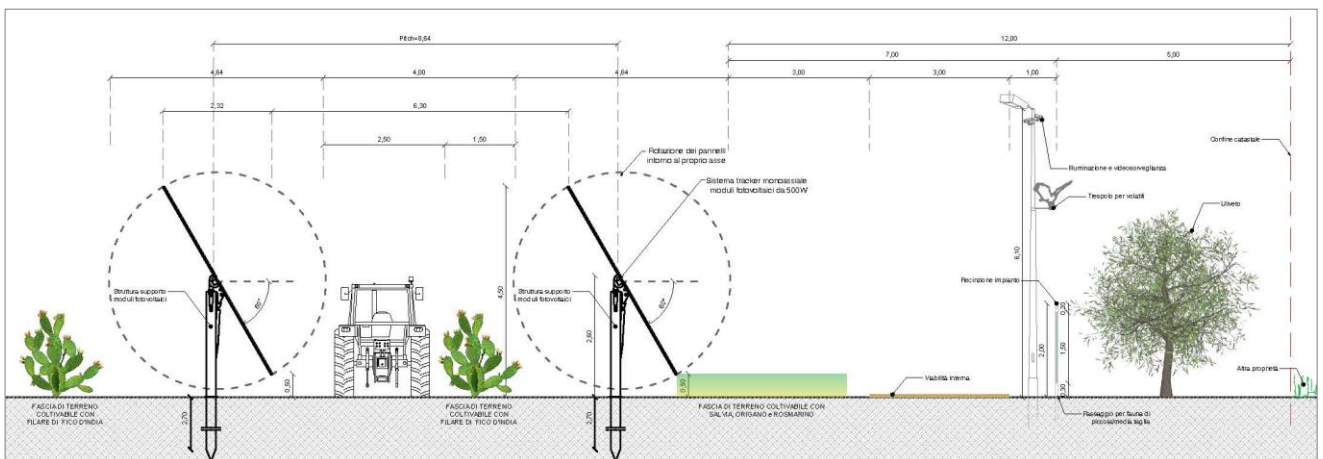 Pitch=8,64
12,00
7,00
5,00
4,64
4,00
4,64
3,00
3,00
1,00
2,32
6,30
2,50
1,50
Rotazione dei pannelli
intorno al proprio asse
Sistema tracker monoassiale
moduli fotovoltaici da 500W
Confine catastale
Illuminazione e videosorveglianza
Trespolo per volatili
Uliveto
6,10
4,50
Recinzione impianto
Struttura supporto
moduli fotovoltaici
60°
Struttura supporto
moduli fotovoltaici
60°
2,60
0,20
2,00
1,50
0,50
0,50
Viabilità interna
0,30
Altra proprietà
FASCIA DI TERRENO
COLTIVABILE CON
FILARE DI FICO D'INDIA
2,70
FASCIA DI TERRENO
COLTIVABILE CON
FILARE DI FICO D'INDIA
2,70
FASCIA DI TERRENO COLTIVABILE CON
SALVIA, ORIGANO e ROSMARINO
Passaggio per fauna di
piccola/media taglia